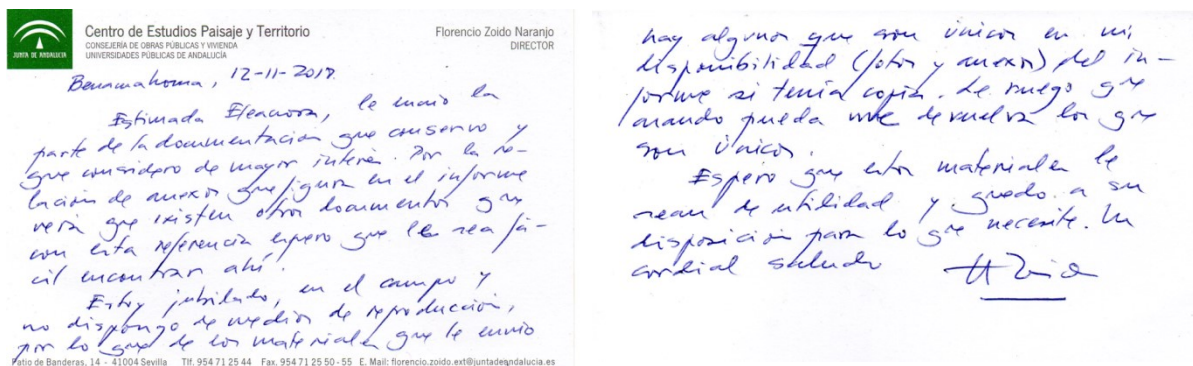 JUNTA DE ANDALUCIA
Centro de Estudios Paisaje y Territorio
CONSEJERÍA DE OBRAS PÚBLICAS Y VIVIENDA
UNIVERSIDADES PÚBLICAS DE ANDALUCÍA
Florencio Zoido Naranjo
DIRECTOR
Benamahoma, 12-11-2017
Estimada Eleanora, le envío la
parte de la documentación que conservo y
que considero de mayor interés. Por la re-
lación de anexos que figura en el informe
verá que existen otros documentos que
con esta referencia espero que le sea fá-
cil encontrar ahí.
Estoy jubilado, en el campo y
no dispongo de medios de reproducción,
por lo que de los materiales que le envío
Patio de Banderas, 14 - 41004 Sevilla Tlf. 954 71 25 44 Fax. 954 71 25 50 - 55 E. Mail: florencio.zoido.ext@juntadeandalucia.es
hay algunos que son únicos en mi
disponibilidad (fotos y anexos) del in-
forme si tenía copia. Le ruego que
cuando pueda me devuelva los que
son únicos.
Espero que estos materiales le
sean de utilidad y quedo a su
disposición para lo que necesite. Un
cordial saludo